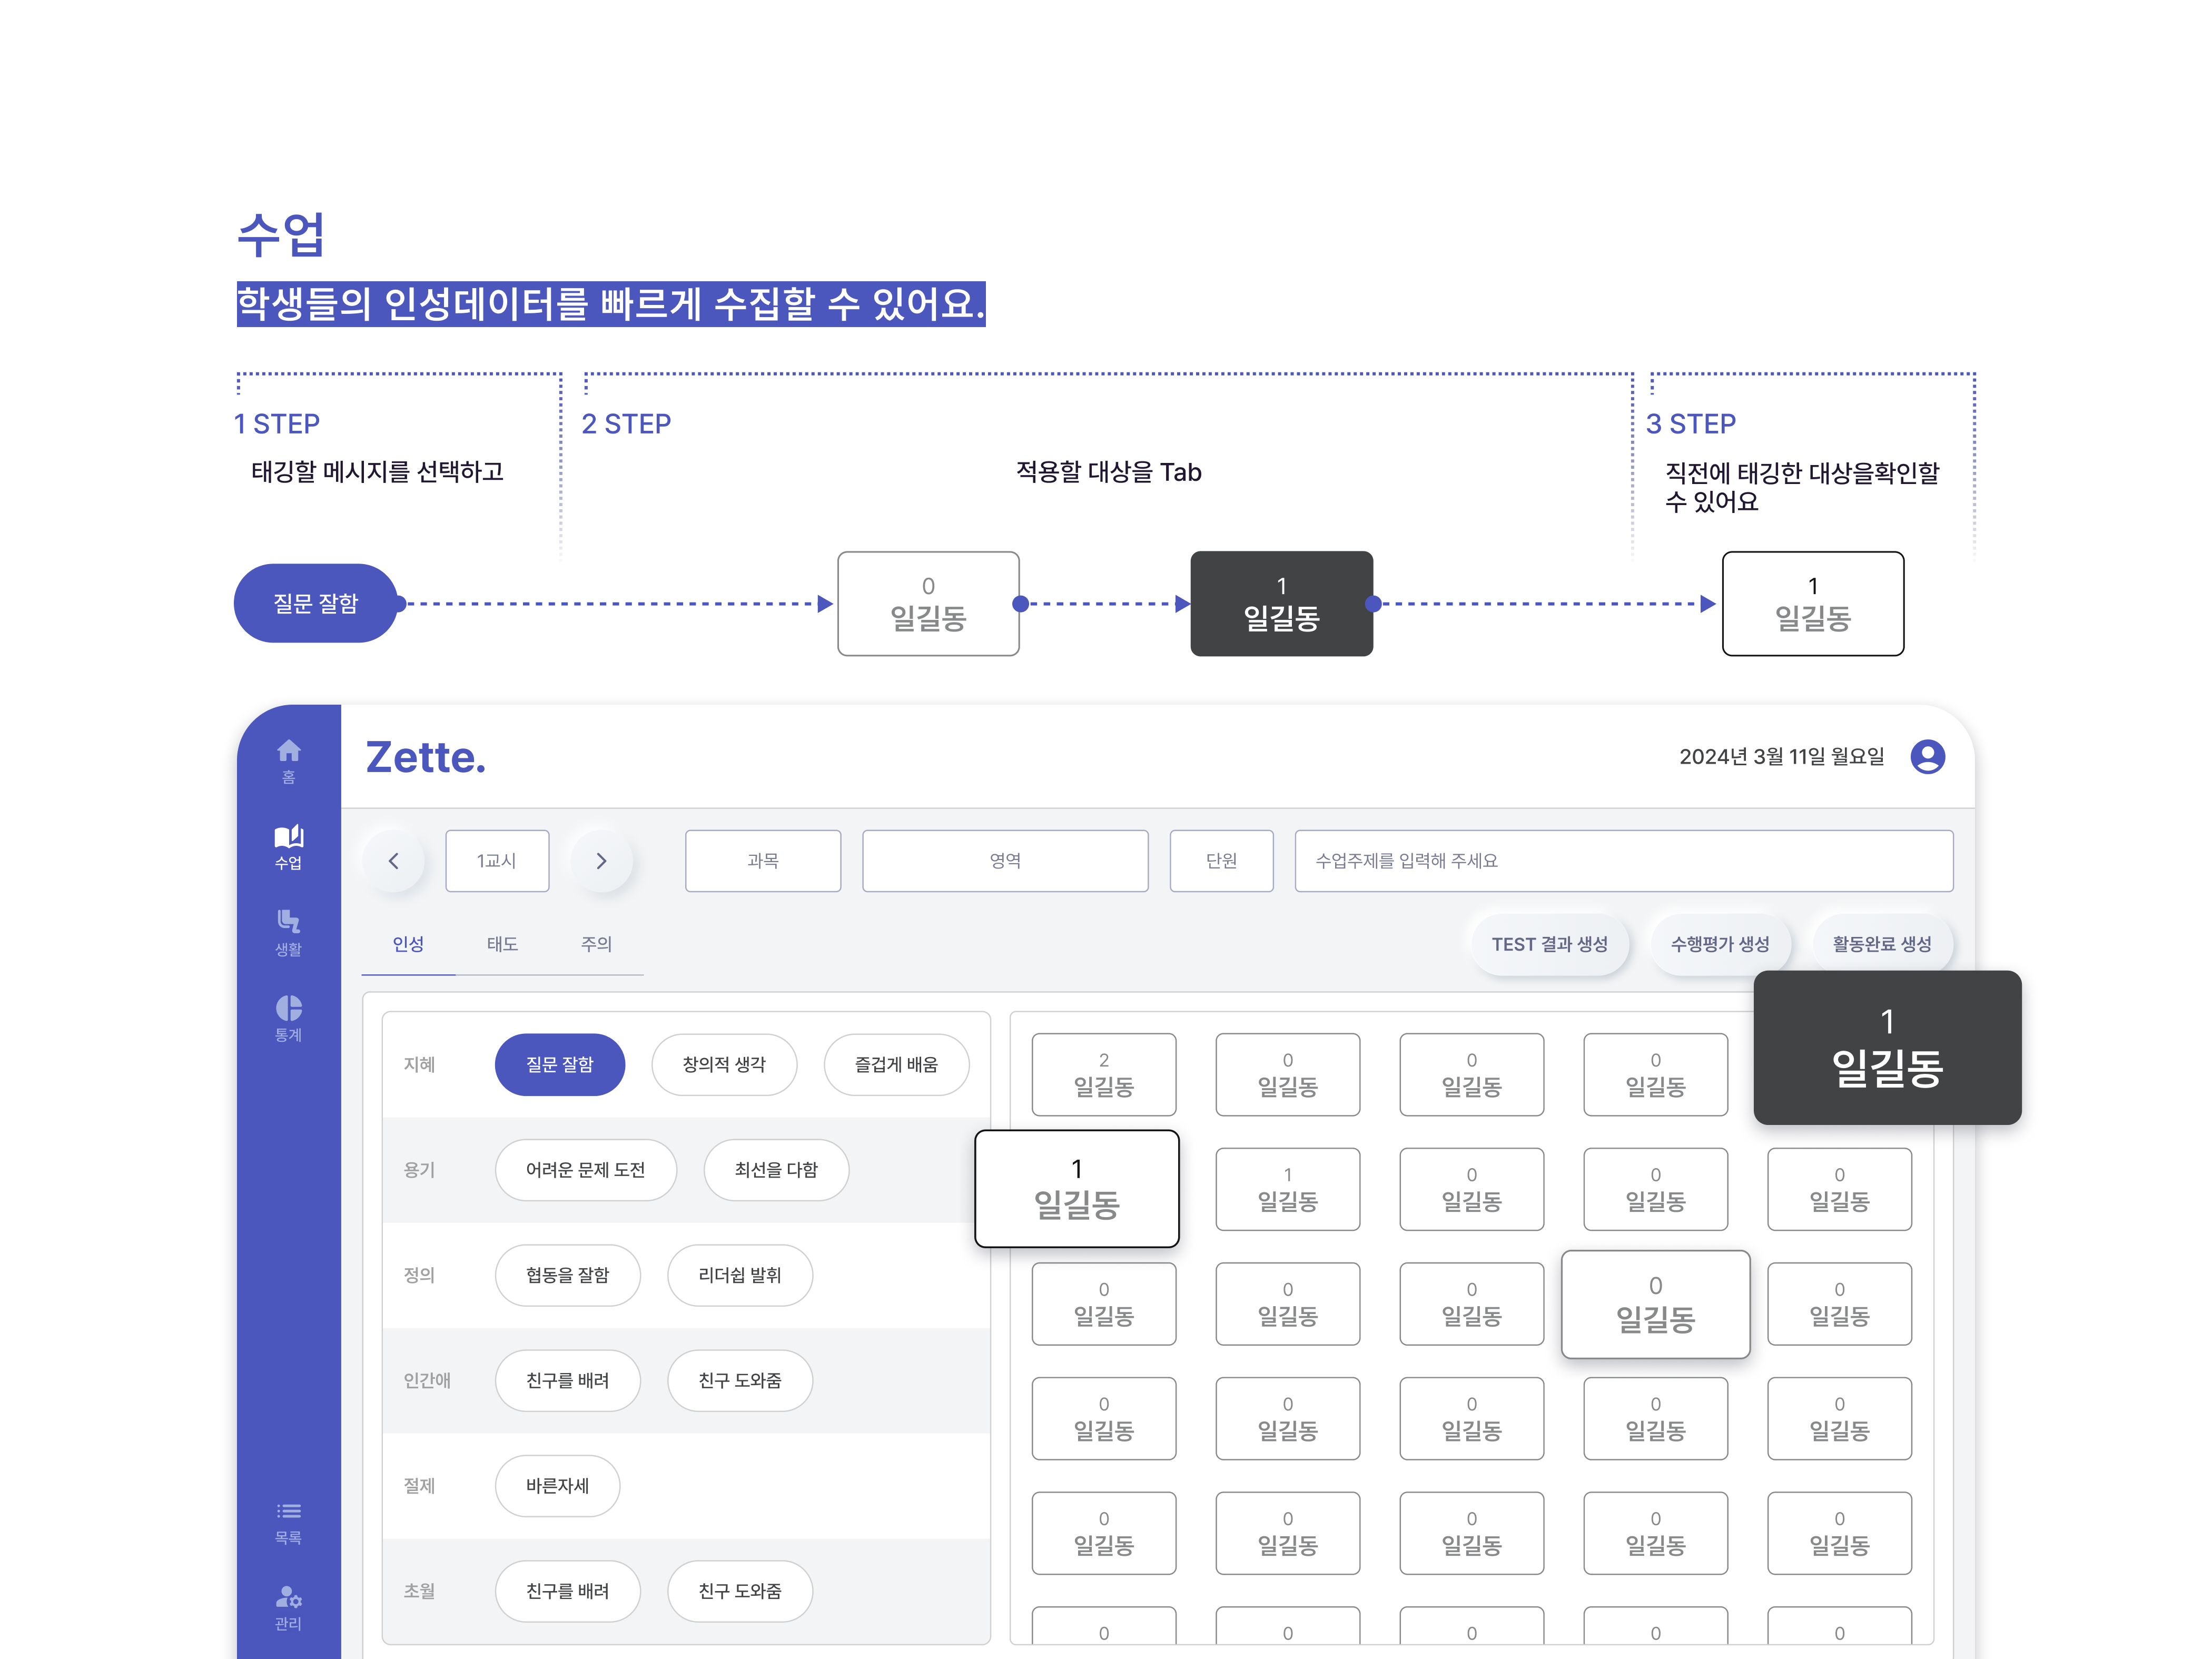 수업
학생들의 인성데이터를 빠르게 수집할 수 있어요.
1 STEP
태깅할 메시지를 선택하고
2 STEP
적용할 대상을 Tab
3 STEP
직전에 태깅한 대상을확인할
수 있어요
질문 잘함
0
일길동
1
일길동
1
일길동
홈
수업
생활
통계
목록
관리
Zette.
2024년 3월 11일 월요일
1교시
과목
영역
단원
수업주제를 입력해 주세요
인성
태도
주의
TEST 결과 생성
수행평가 생성
활동완료 생성
지혜
질문 잘함
창의적 생각
즐겁게 배움
용기
어려운 문제 도전
최선을 다함
정의
협동을 잘함
리더쉽 발휘
인간애
친구를 배려
친구 도와줌
절제
바른자세
초월
친구를 배려
친구 도와줌
2
일길동
0
일길동
0
일길동
0
일길동
1
일길동
1
일길동
1
일길동
0
일길동
0
일길동
0
일길동
0
일길동
0
일길동
0
일길동
0
일길동
0
일길동
0
일길동
0
일길동
0
일길동
0
일길동
0
일길동
0
일길동
0
일길동
0
일길동
0
일길동
0
일길동
0
0
0
0
0